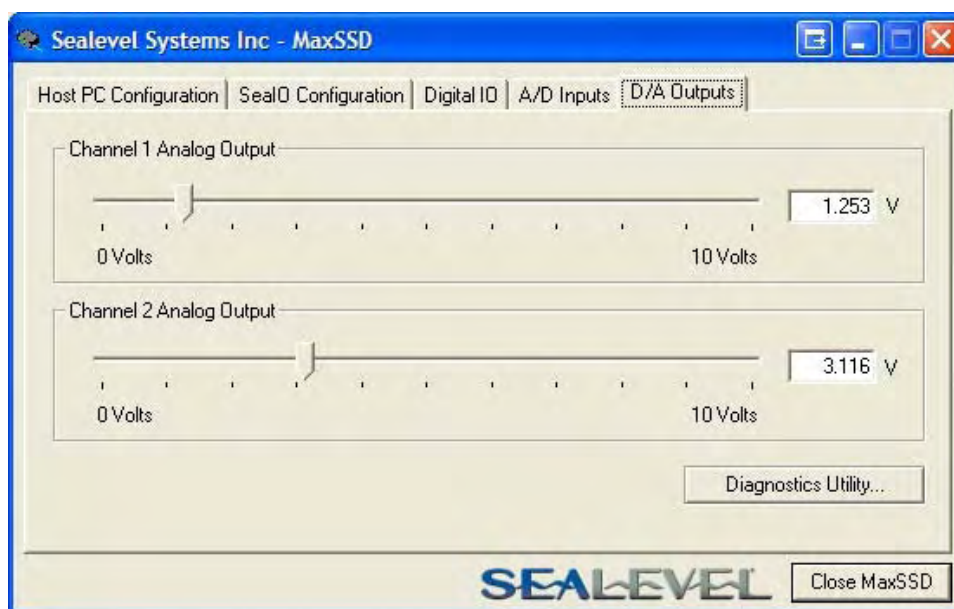 Sealevel Systems Inc - MaxSSD
Host PC Configuration SeaIO Configuration Digital IO A/D Inputs D/A Outputs
Channel 1 Analog Output
1.253 V
0 Volts 10 Volts
Channel 2 Analog Output
3.116 V
0 Volts 10 Volts
Diagnostics Utility...
SEALEVEL Close MaxSSD